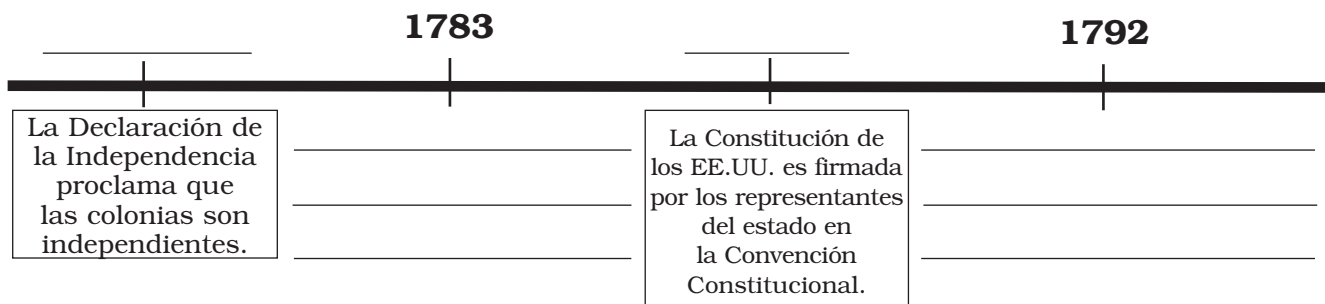 1783
1792
La Declaración de
la Independencia
proclama que
las colonias son
independientes.
La Constitución de
los EE.UU. es firmada
por los representantes
del estado en
la Convención
Constitucional.